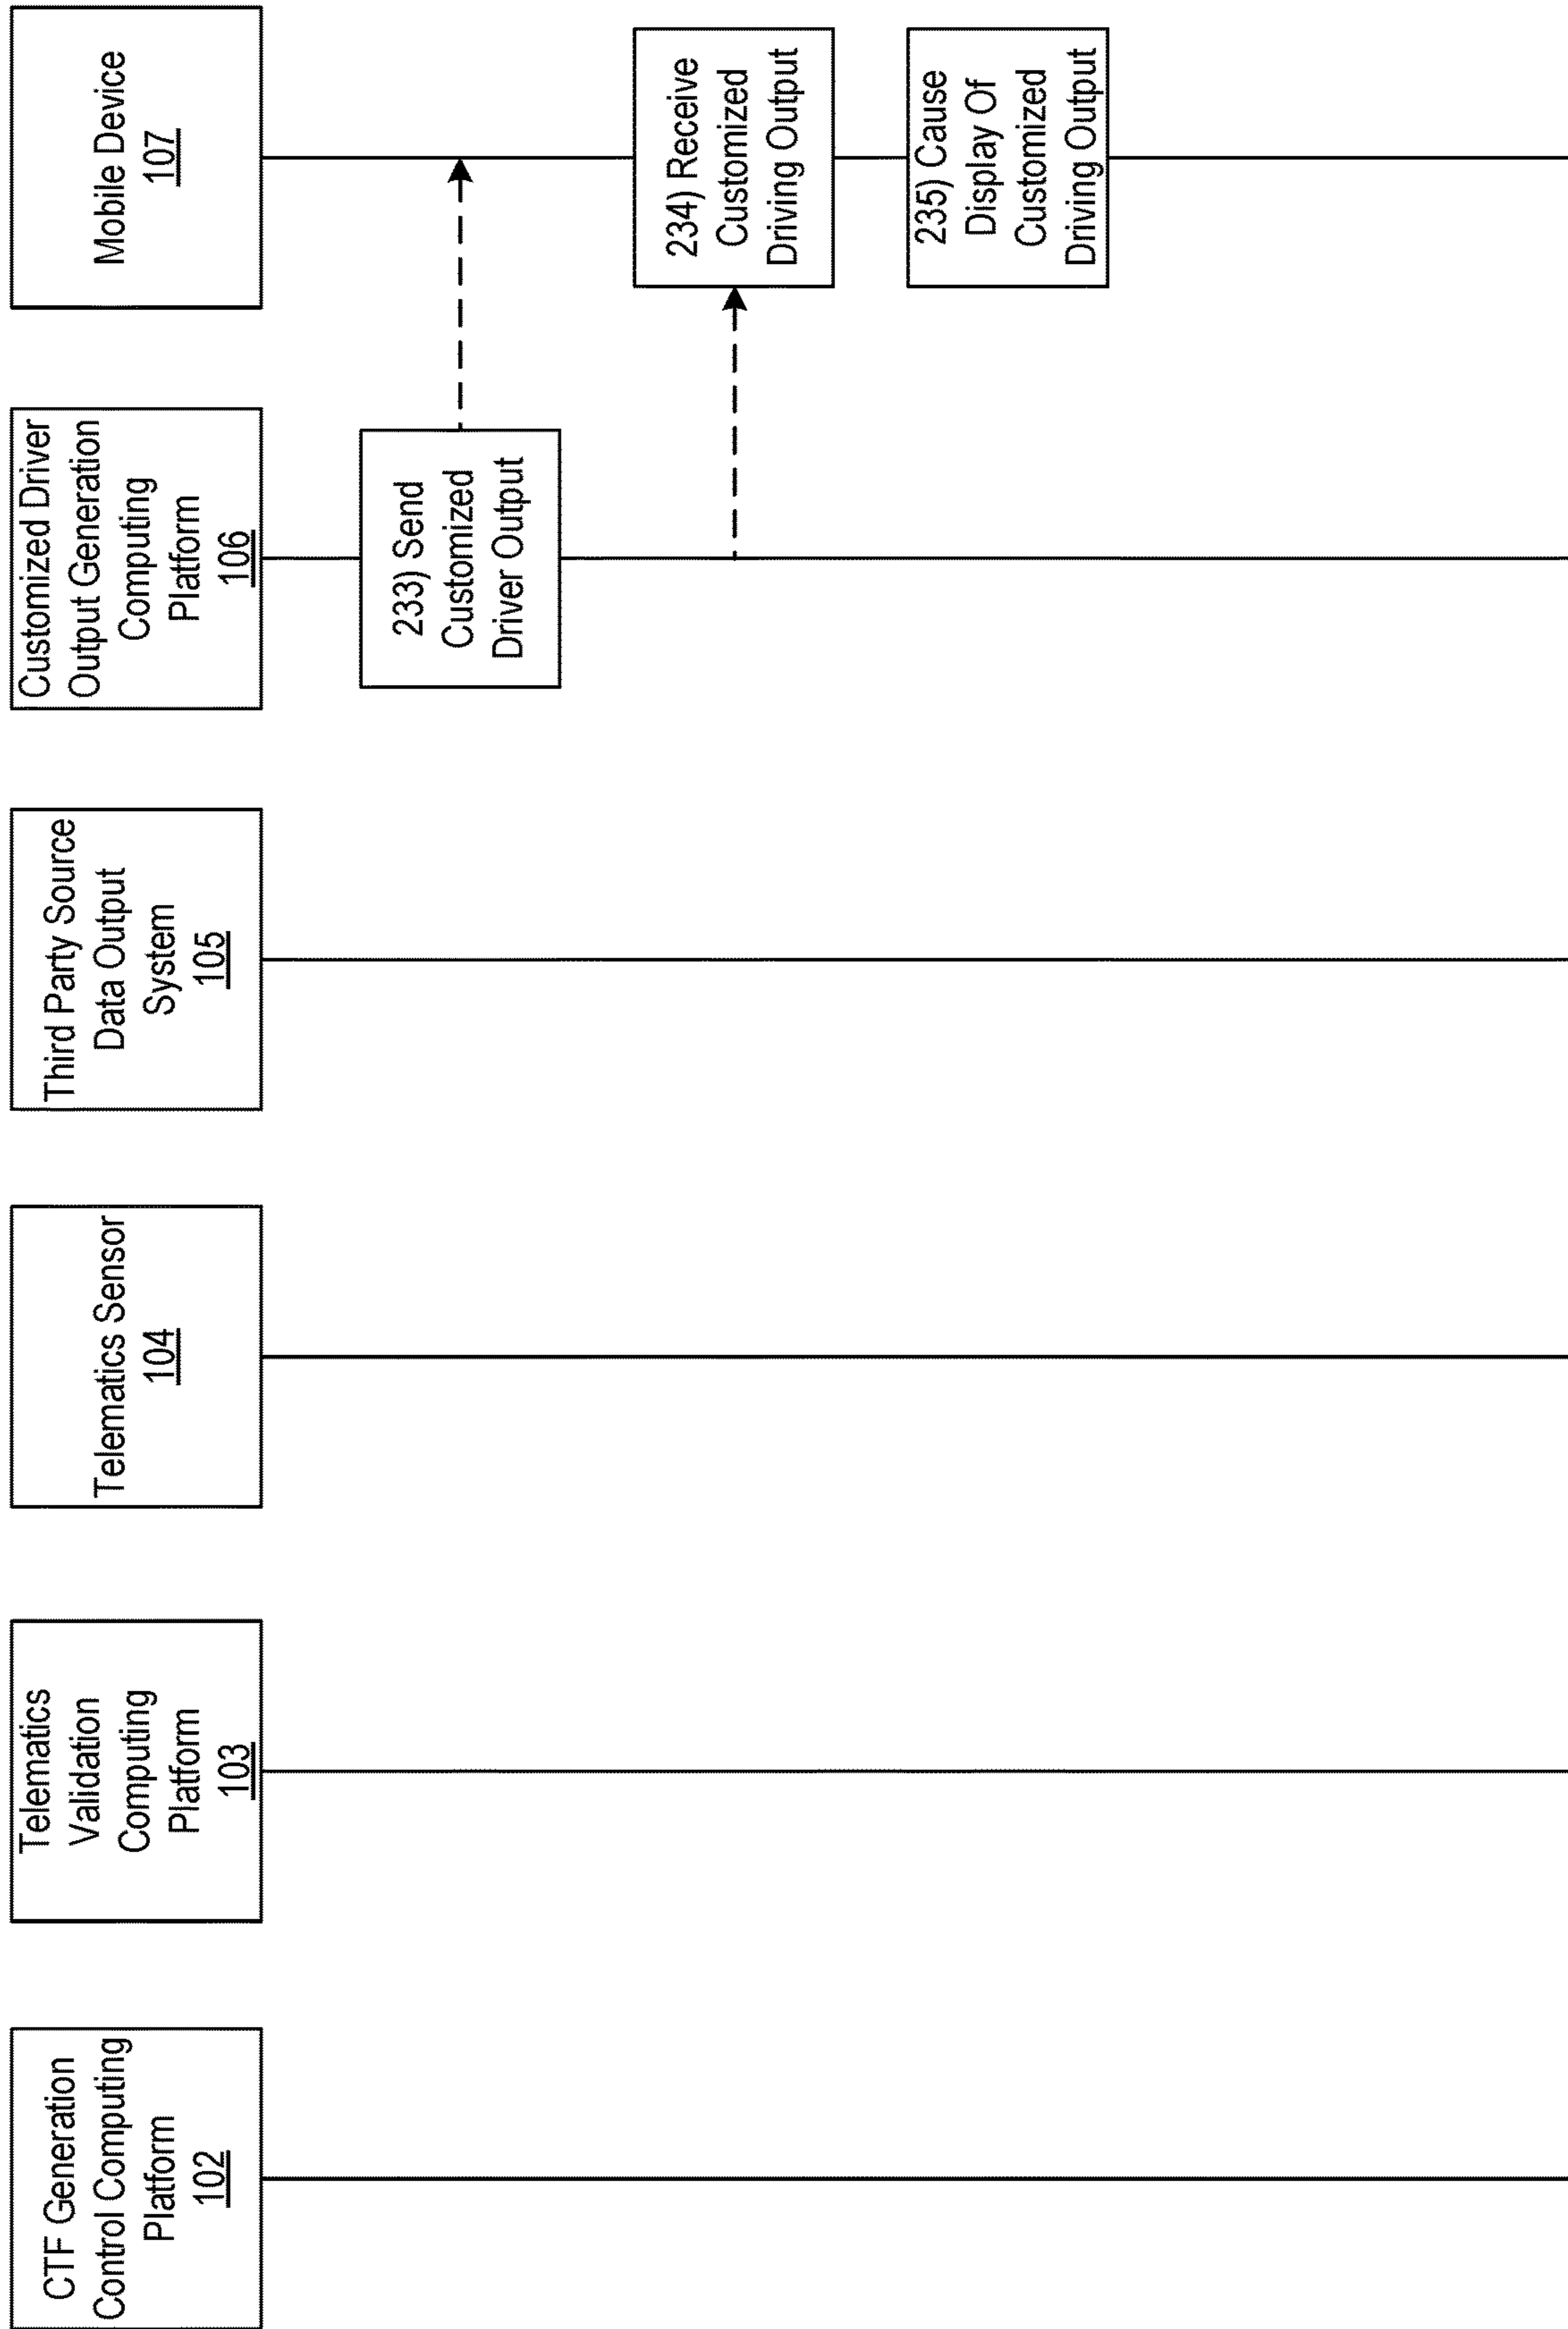 CTF Generation
Control Computing
Platform
102
Telematics
Validation
Computing
Platform
103
Telematics Sensor
104
Third Party Source
Data Output
System
105
Customized Driver
Output Generation
Computing
Platform
106
Mobile Device
107
233) Send
Customized
Driver Output
234) Receive
Customized
Driving Output
235) Cause
Display Of
Customized
Driving Output